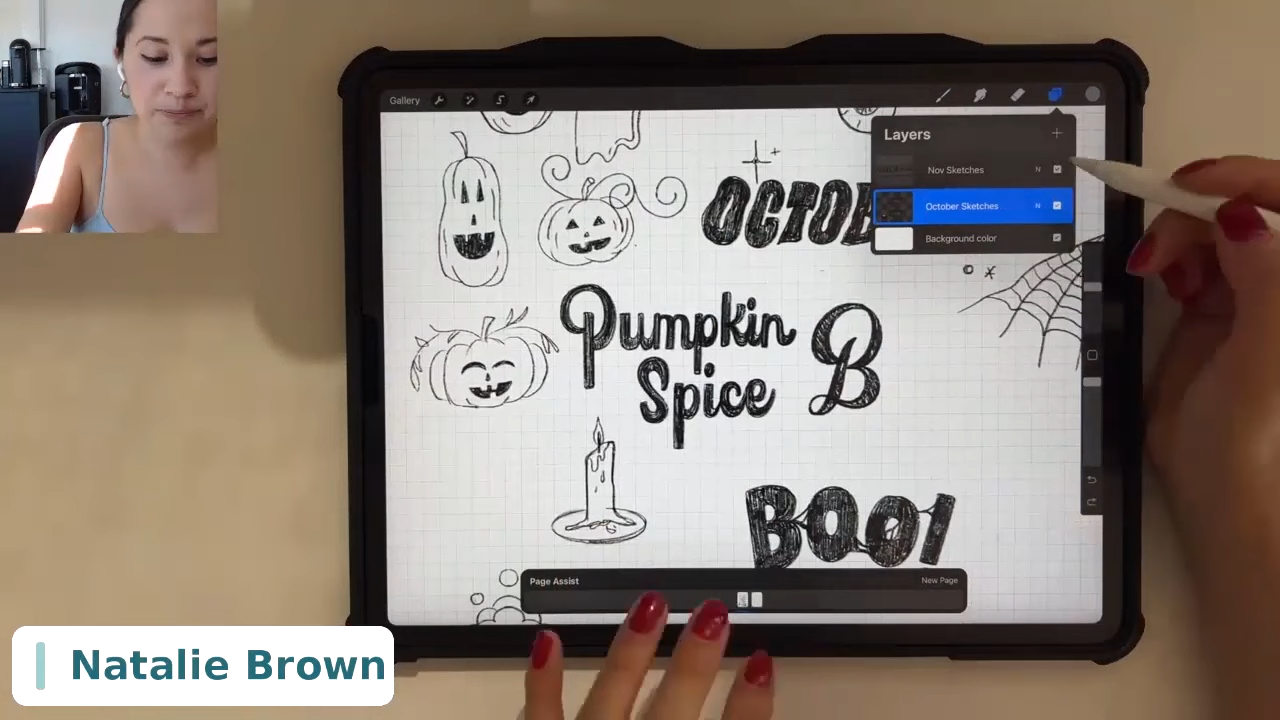 Gallery
Layers
Nov Sketches N
October Sketches N
Background color
OCTOB
Pumpkin
Spice
B
BOO!
Page Assist
New Page
Natalie Brown